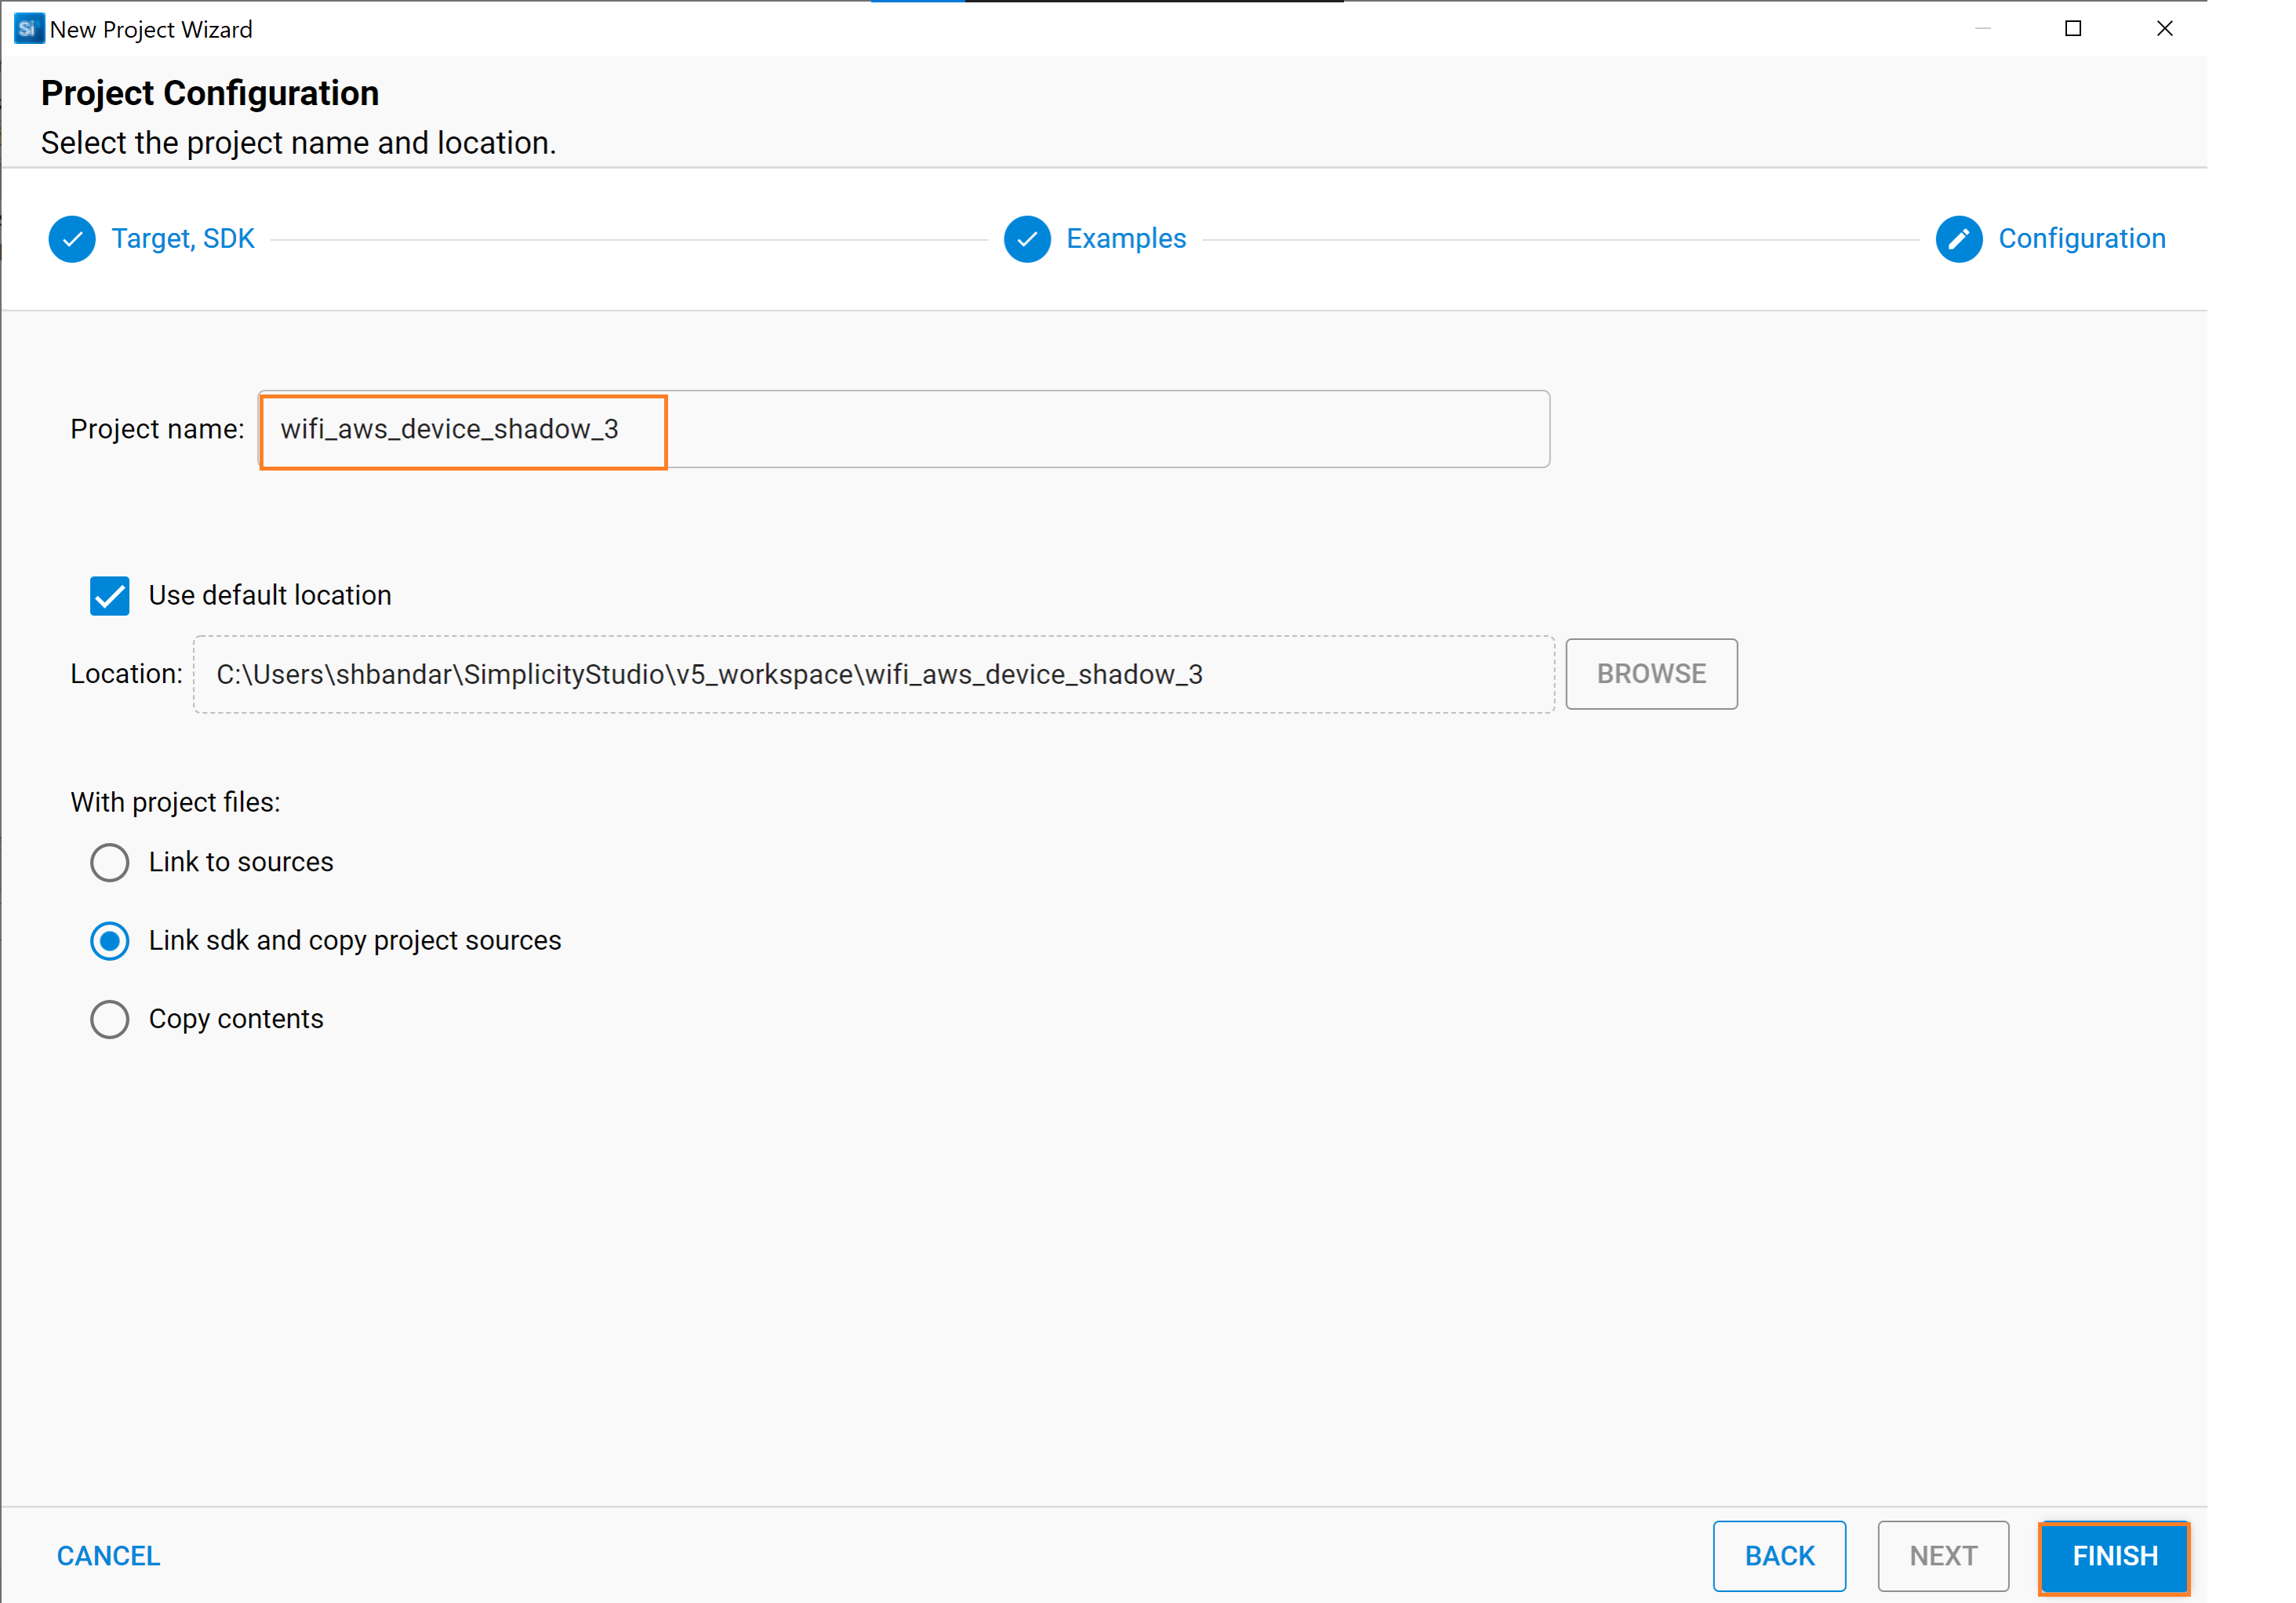 Si New Project Wizard
Project Configuration
Select the project name and location.
Target, SDK Examples Configuration
Project name: wifi_aws_device_shadow_3
Use default location
Location: C:\Users\shbandar\SimplicityStudio\v5_workspace\wifi_aws_device_shadow_3 BROWSE
With project files:
Link to sources
Link sdk and copy project sources
Copy contents
CANCEL BACK NEXT FINISH